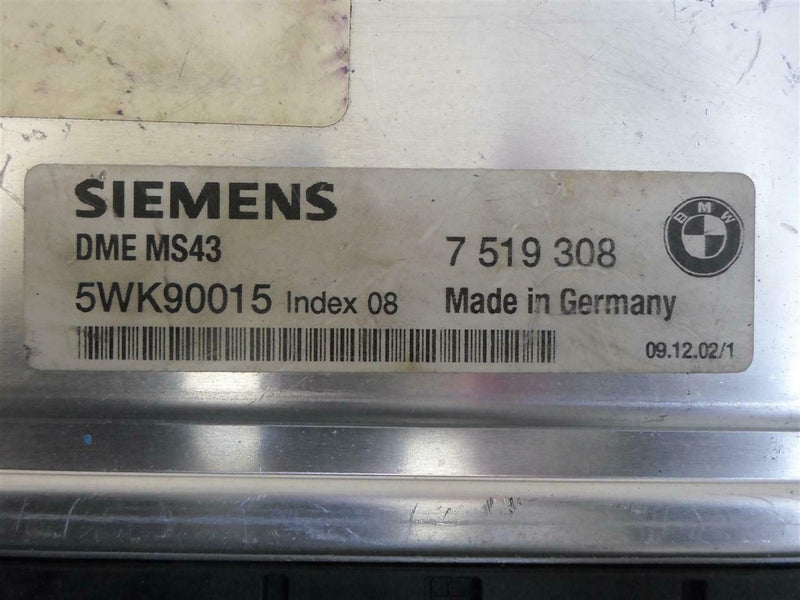 SIEMENS
DME MS43 7 519 308 BMW
5WK90015 Index 08 Made in Germany
09.12.02/1